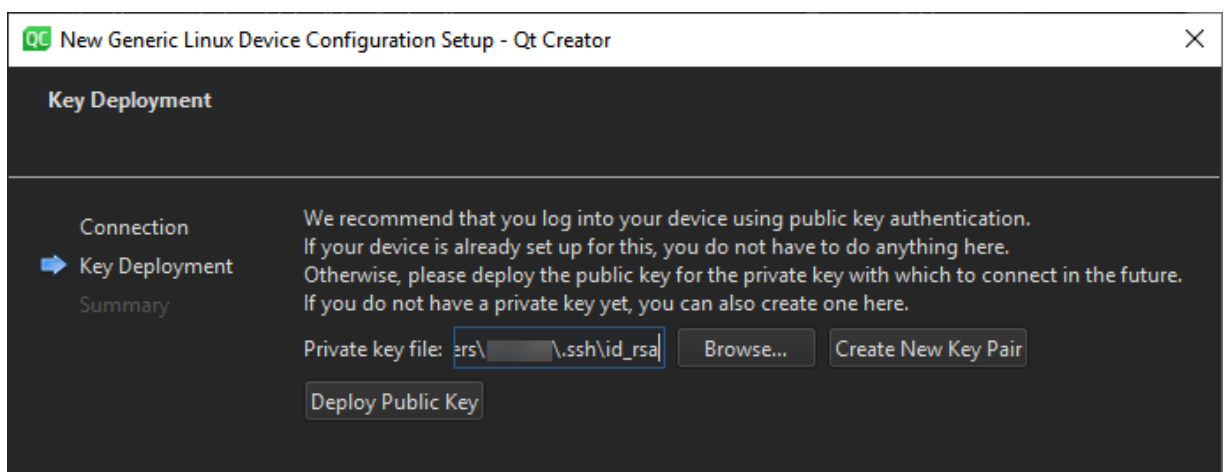 QC New Generic Linux Device Configuration Setup - Qt Creator
Key Deployment
Connection
Key Deployment
Summary
We recommend that you log into your device using public key authentication.
If your device is already set up for this, you do not have to do anything here.
Otherwise, please deploy the public key for the private key with which to connect in the future.
If you do not have a private key yet, you can also create one here.
Private key file: ers\ \.ssh\id_rsa Browse... Create New Key Pair
Deploy Public Key